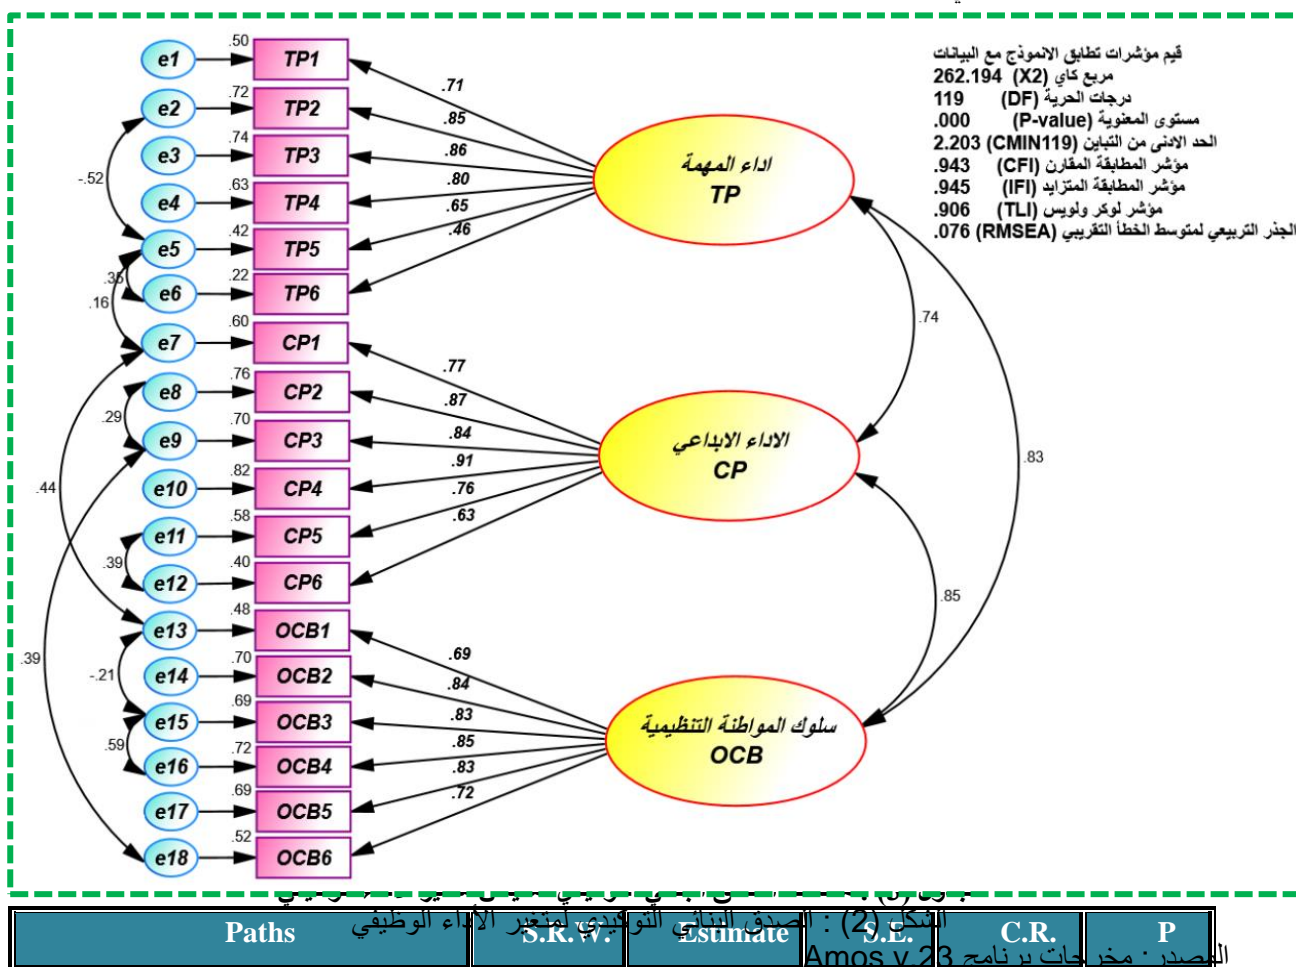 قيم مؤشرات تطابق الانموذج مع البيانات
مربع كاي (X2) 262.194
درجات الحرية (DF) 119
مستوى المعنوية (P-value) .000
الحد الادنى من التباين (CMIN119) 2.203
مؤشر المطابقة المقارن (CFI) .943
مؤشر المطابقة المتزايد (IFI) .945
مؤشر لوكر ولويس (TLI) .906
الجذر التربيعي لمتوسط الخطأ التقريبي (RMSEA) .076
e1 .50 TP1 .71
e2 .72 TP2 .85
e3 .74 TP3 .86
e4 .63 TP4 .80
e5 .42 TP5 .65
e6 .22 TP6 .46
-.52
.35
.16
اداء المهمة
TP
e7 .60 CP1 .77
e8 .76 CP2 .87
e9 .70 CP3 .84
e10 .82 CP4 .91
e11 .58 CP5 .76
e12 .40 CP6 .63
.29
.44
.39
الاداء الابداعي
CP
e13 .48 OCB1 .69
e14 .70 OCB2 .84
e15 .69 OCB3 .83
e16 .72 OCB4 .85
e17 .69 OCB5 .83
e18 .52 OCB6 .72
.39
-.21
.59
سلوك المواطنة التنظيمية
OCB
.74
.83
.85
الشكل (2) : الصدق البنائي التوكيدي لمتغير الأداء الوظيفي
Paths S.R.W. Estimate S.E. C.R. P
المصدر : مخرجات برنامج Amos v.23